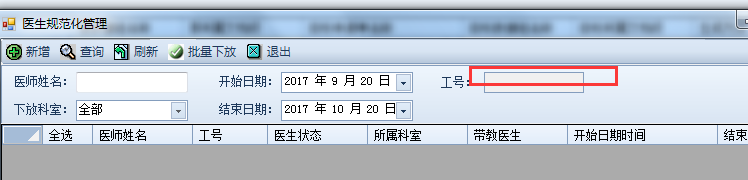 医生规范化管理
新增 查询 刷新 批量下放 退出
医师姓名: 开始日期: 2017 年 9 月 20 日 工号:
下放科室: 全部 结束日期: 2017 年 10 月 20 日
全选 医师姓名 工号 医生状态 所属科室 带教医生 开始日期时间 结束